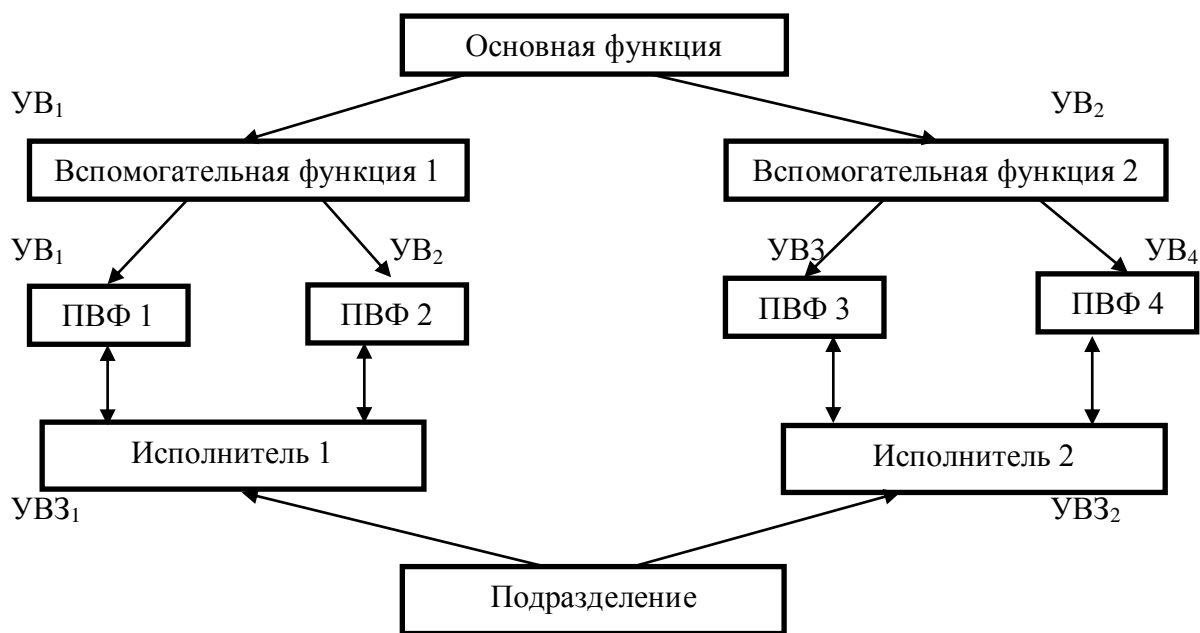 Основная функция
УВ₁ УВ₂
Вспомогательная функция 1 Вспомогательная функция 2
УВ₁ УВ₂ УВЗ УВ₄
ПВФ 1 ПВФ 2 ПВФ 3 ПВФ 4
Исполнитель 1 Исполнитель 2
УВЗ₁ УВЗ₂
Подразделение